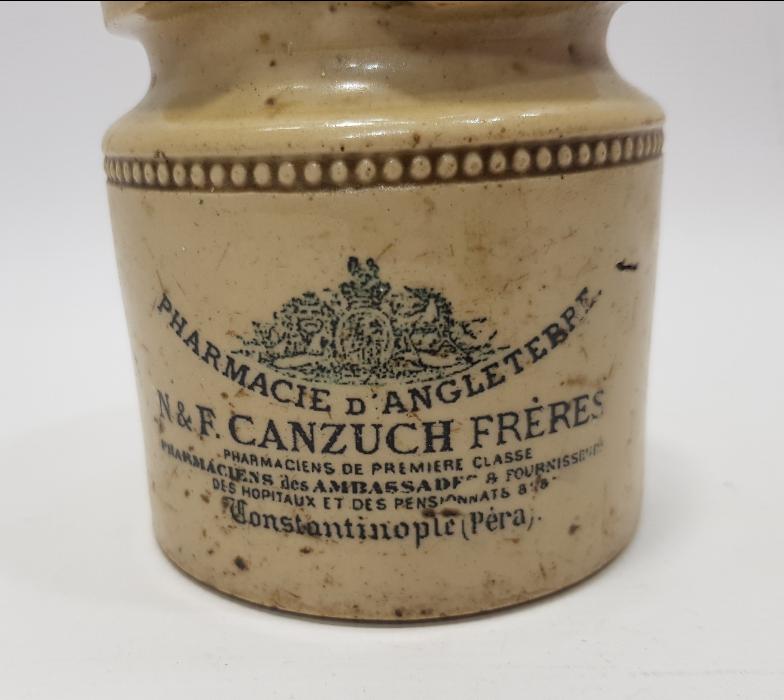 PHARMACIE D'ANGLETERRE.
N & F. CANZUCH FRÈRES
PHARMACIENS DE PREMIERE CLASSE
PHARMACIENS des AMBASSADES & FOURNISSEURS
DES HOPITAUX ET DES PENSIONNATS &. &.
Constantinople (Péra).